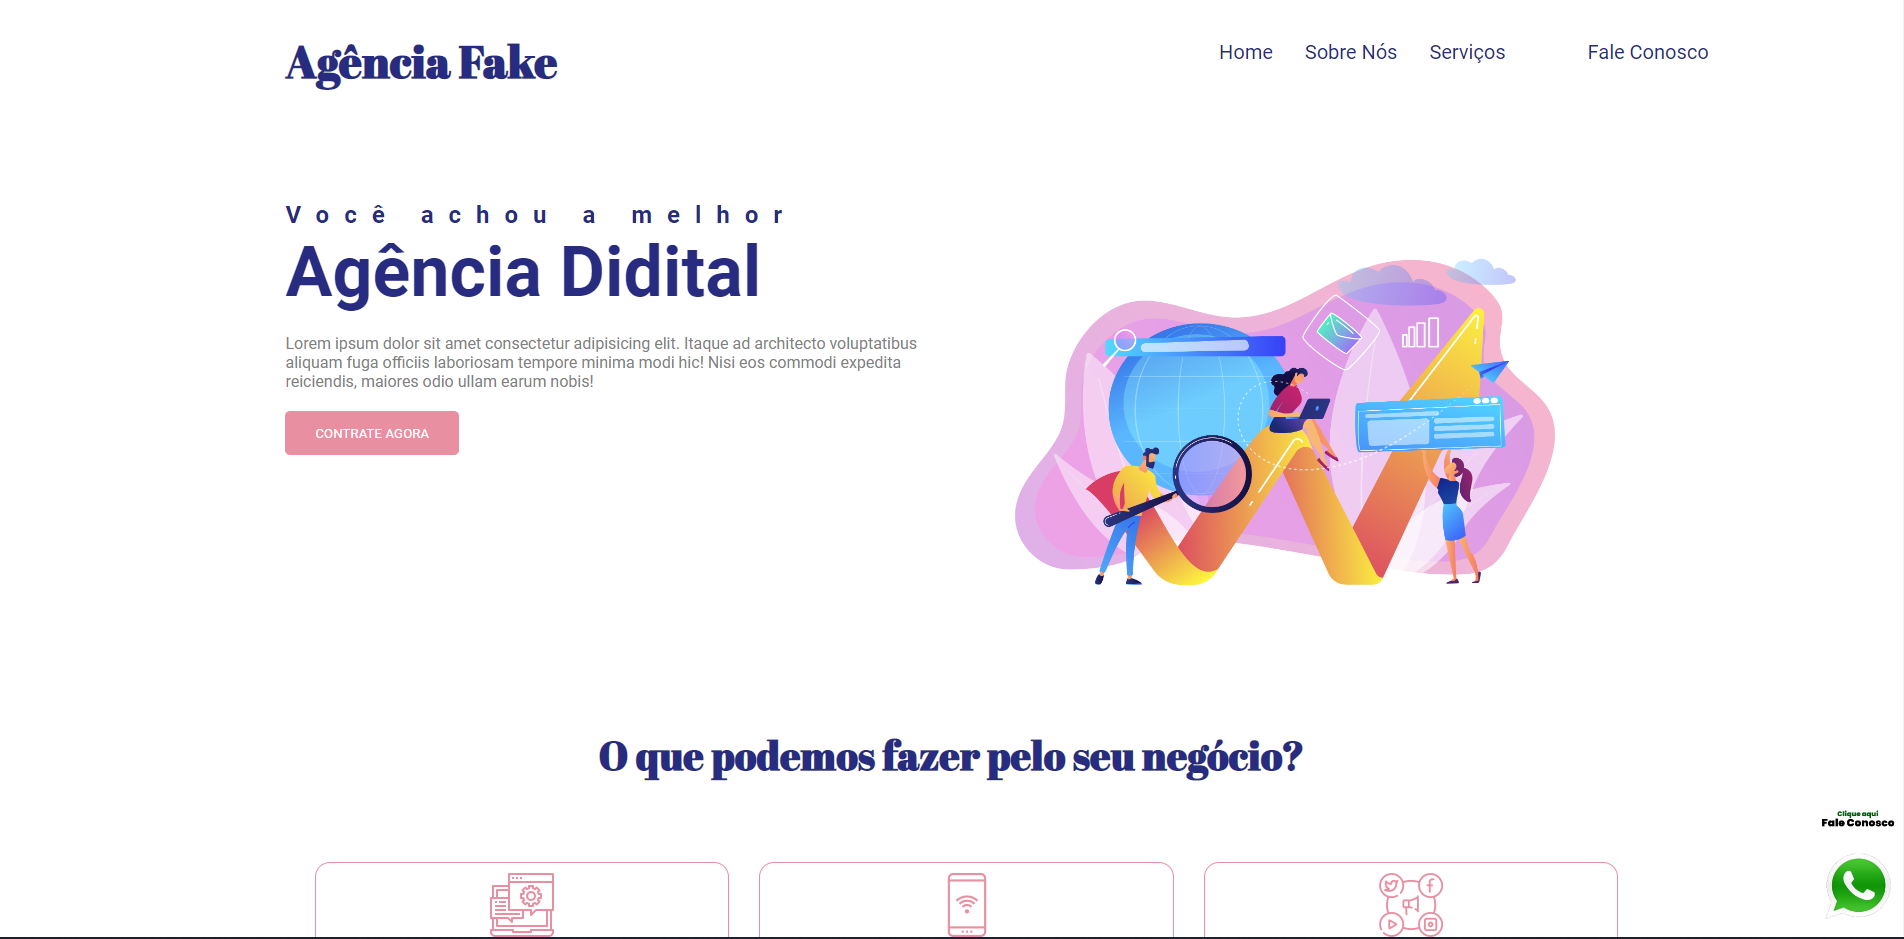 Agência Fake
Home Sobre Nós Serviços Fale Conosco
Você achou a melhor
Agência Didital
Lorem ipsum dolor sit amet consectetur adipisicing elit. Itaque ad architecto voluptatibus
aliquam fuga officiis laboriosam tempore minima modi hic! Nisi eos commodi expedita
reiciendis, maiores odio ullam earum nobis!
CONTRATE AGORA
O que podemos fazer pelo seu negócio?
Clique aqui
Fale Conosco